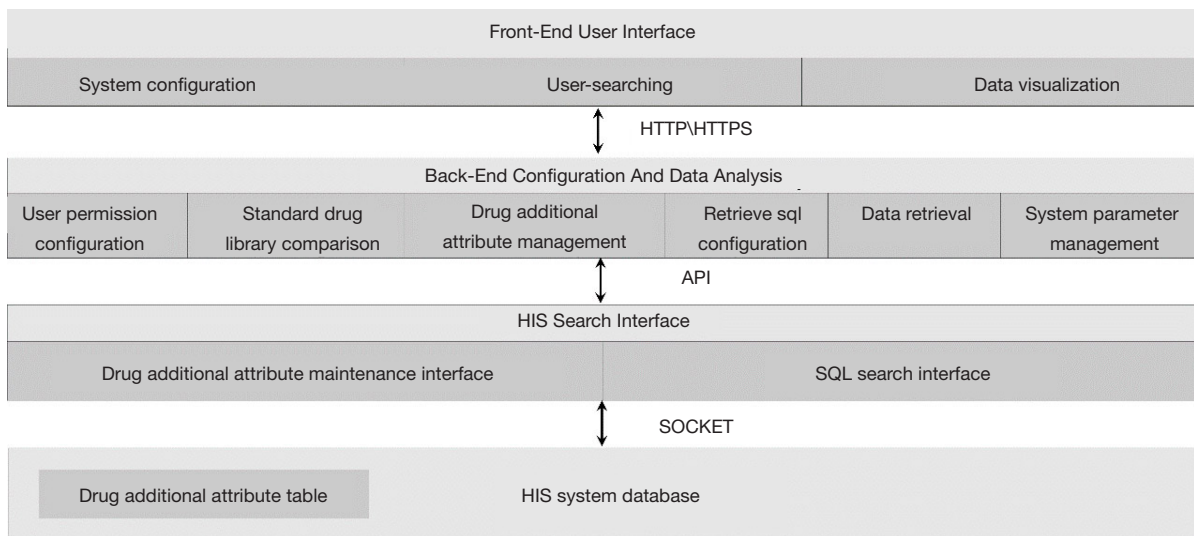 Front-End User Interface
System configuration
User-searching
Data visualization
HTTP\HTTPS
Back-End Configuration And Data Analysis
User permission
configuration
Standard drug
library comparison
Drug additional
attribute management
Retrieve sql
configuration
Data retrieval
System parameter
management
API
HIS Search Interface
Drug additional attribute maintenance interface
SQL search interface
SOCKET
Drug additional attribute table
HIS system database